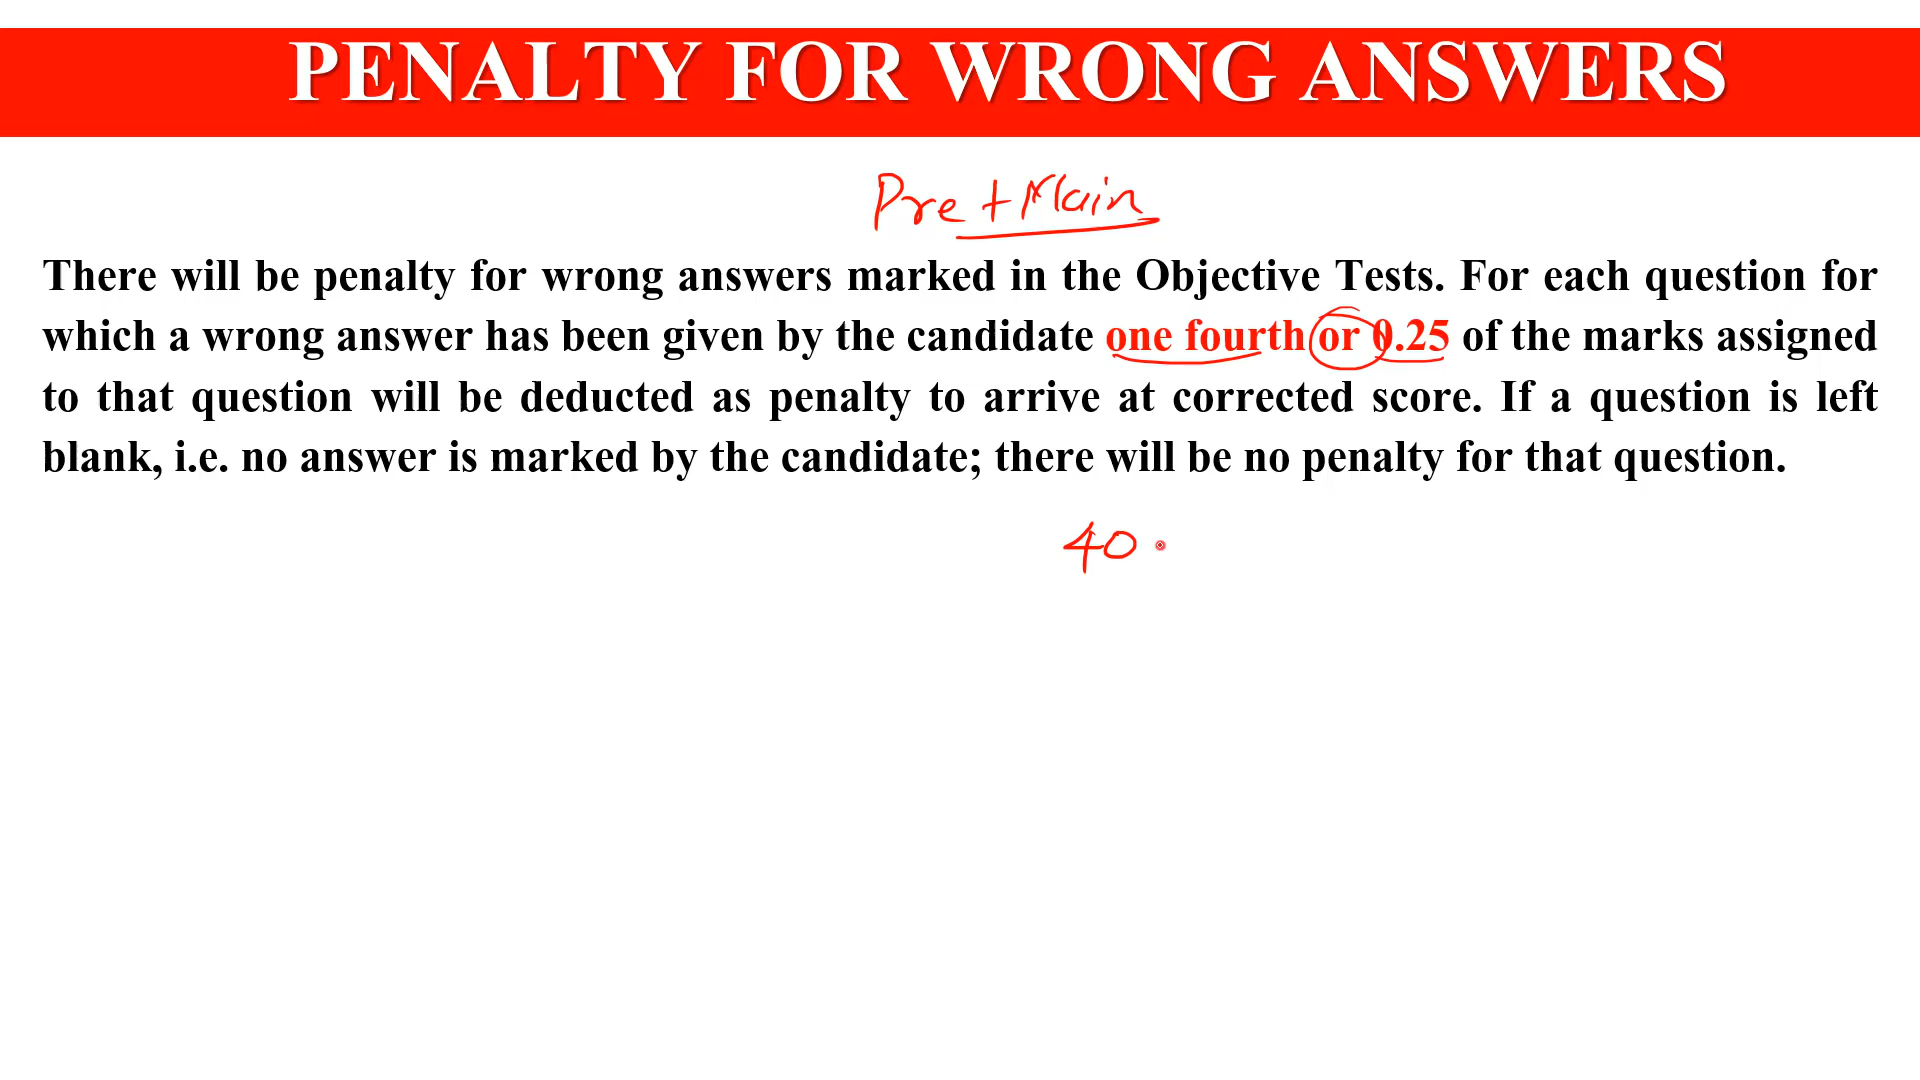 PENALTY FOR WRONG ANSWERS
Pre + Main
There will be penalty for wrong answers marked in the Objective Tests. For each question for
which a wrong answer has been given by the candidate one fourth or 0.25 of the marks assigned
to that question will be deducted as penalty to arrive at corrected score. If a question is left
blank, i.e. no answer is marked by the candidate; there will be no penalty for that question.
40